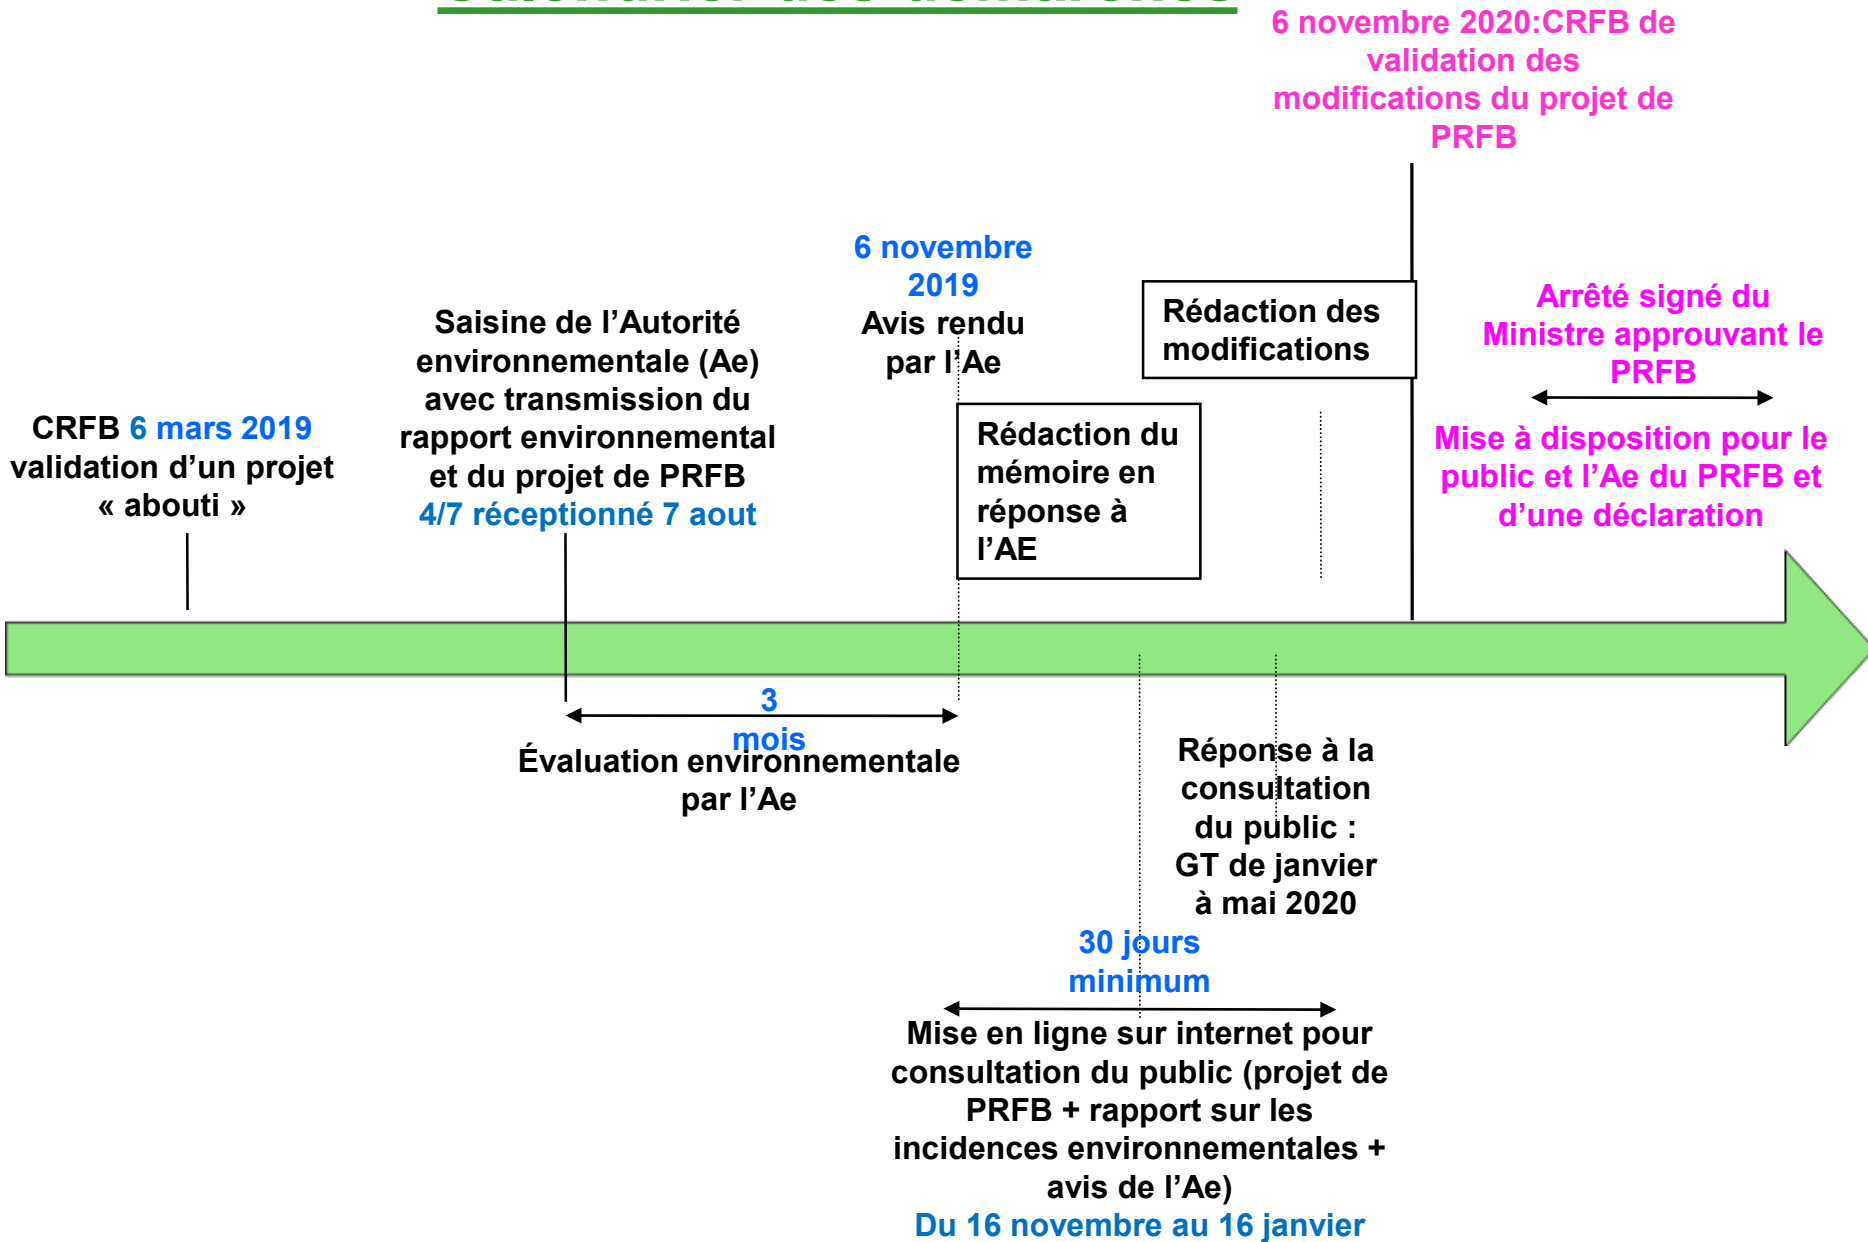 Calendrier des démarches
6 novembre 2020:CRFB de
validation des
modifications du projet de
PRFB
6 novembre
2019
Avis rendu
par l’Ae
Rédaction des
modifications
Arrêté signé du
Ministre approuvant le
PRFB
Saisine de l’Autorité
environnementale (Ae)
avec transmission du
rapport environnemental
et du projet de PRFB
4/7 réceptionné 7 aout
CRFB 6 mars 2019
validation d’un projet
« abouti »
Rédaction du
mémoire en
réponse à
l’AE
Mise à disposition pour le
public et l’Ae du PRFB et
d’une déclaration
3
mois
Évaluation environnementale
par l’Ae
Réponse à la
consultation
du public :
GT de janvier
à mai 2020
30 jours
minimum
Mise en ligne sur internet pour
consultation du public (projet de
PRFB + rapport sur les
incidences environnementales +
avis de l’Ae)
Du 16 novembre au 16 janvier